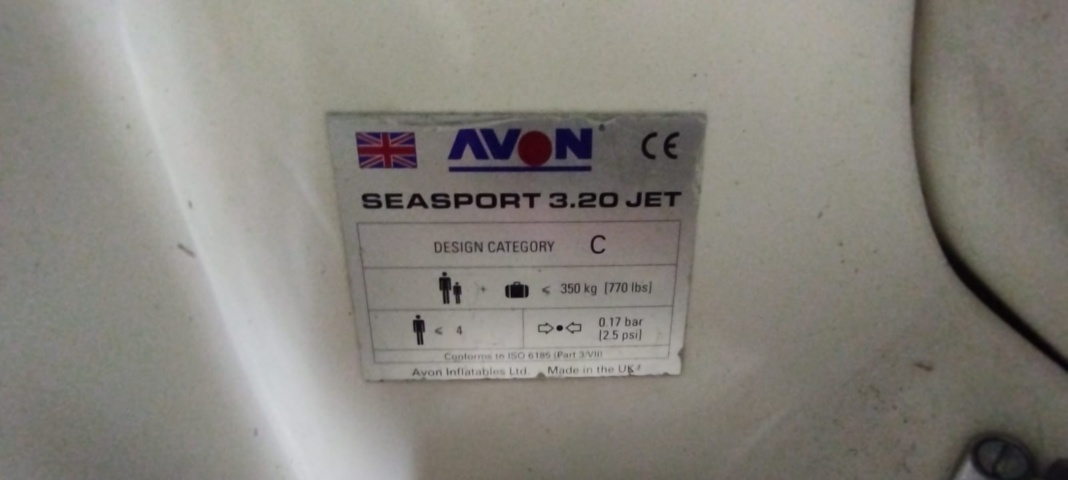 AVON® CE
SEASPORT 3.20 JET
DESIGN CATEGORY C
+ ≤ 350 kg [770 lbs]
≤ 4
0.17 bar
[2.5 psi]
Conforms to ISO 6185 (Part 3/VII)
Avon Inflatables Ltd. Made in the UK